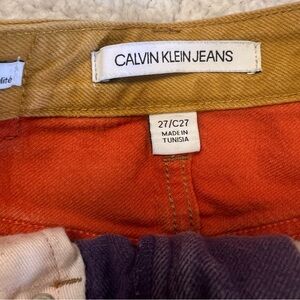 CALVIN KLEIN JEANS
27/C27
MADE IN
TUNISIA